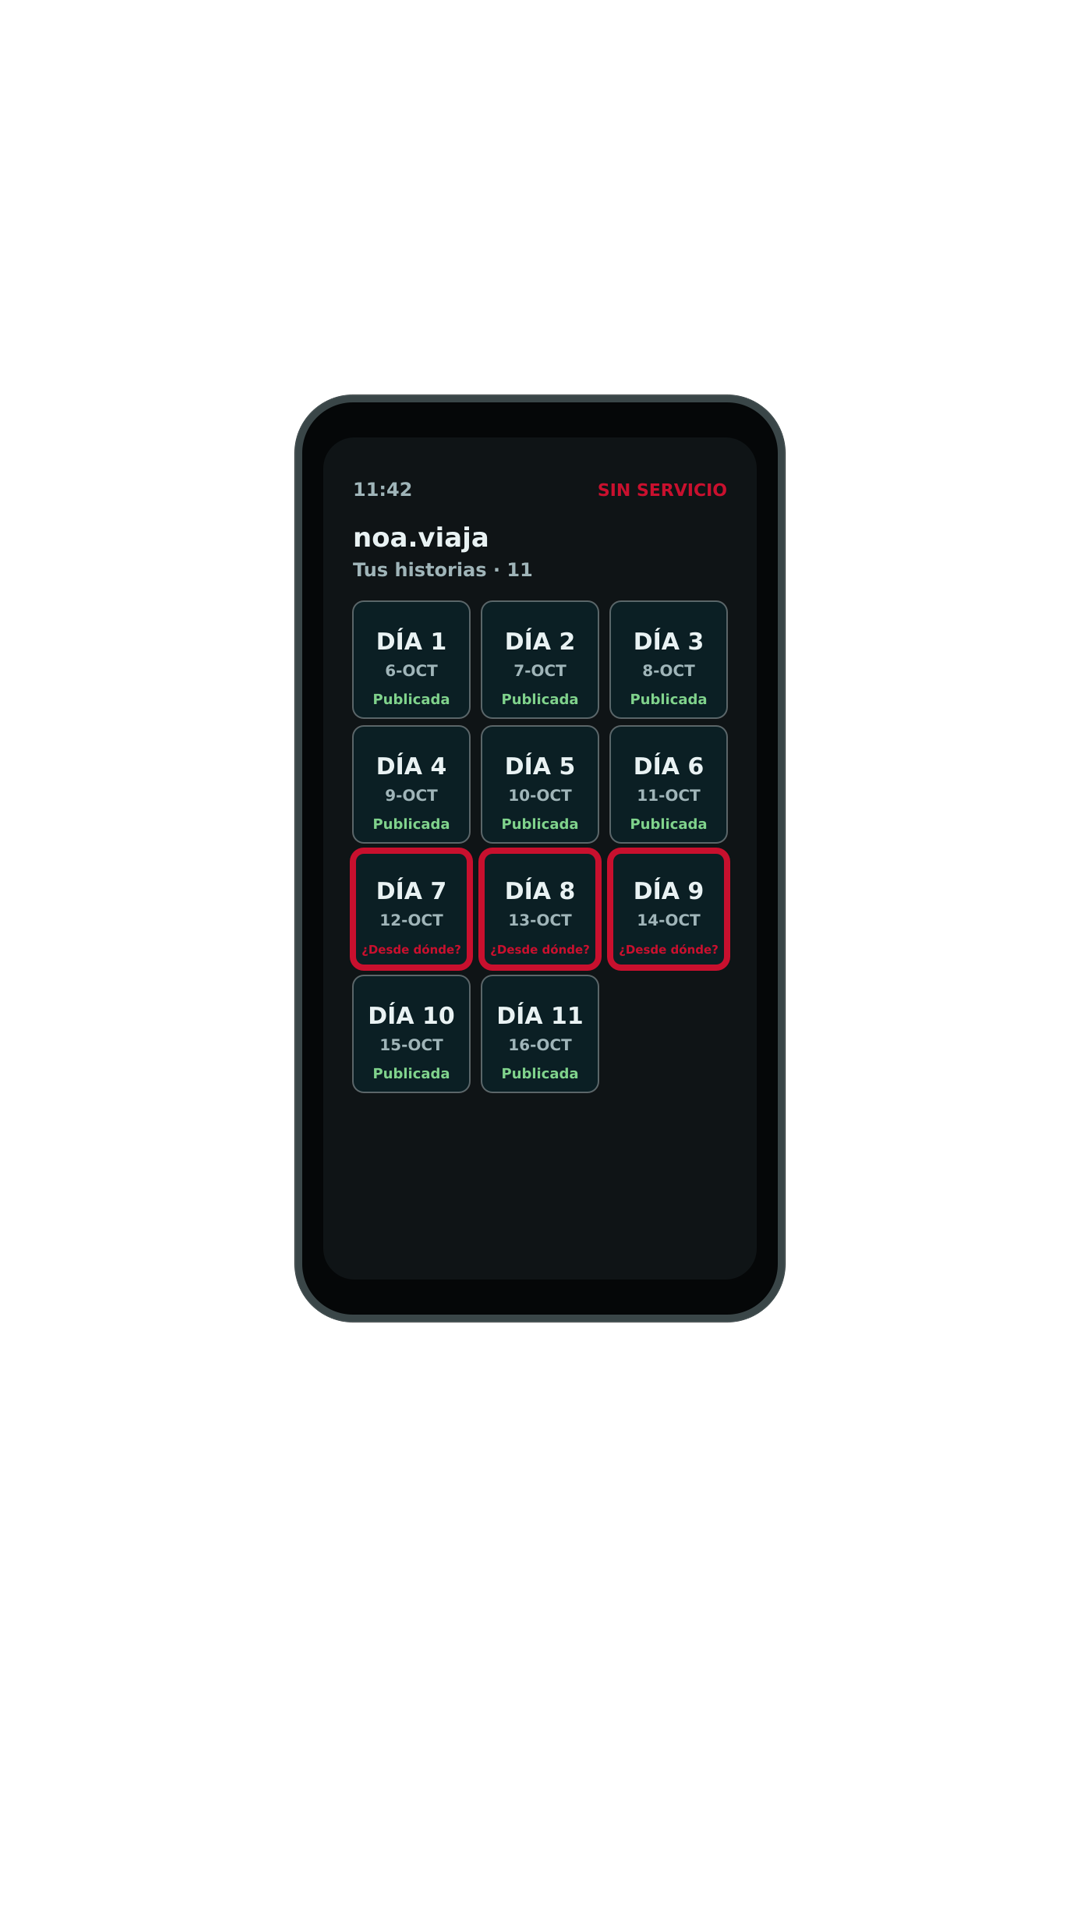 11:42 SIN SERVICIO
noa.viaja
Tus historias · 11
DÍA 1 DÍA 2 DÍA 3
6-OCT 7-OCT 8-OCT
Publicada Publicada Publicada
DÍA 4 DÍA 5 DÍA 6
9-OCT 10-OCT 11-OCT
Publicada Publicada Publicada
DÍA 7 DÍA 8 DÍA 9
12-OCT 13-OCT 14-OCT
¿Desde dónde? ¿Desde dónde? ¿Desde dónde?
DÍA 10 DÍA 11
15-OCT 16-OCT
Publicada Publicada